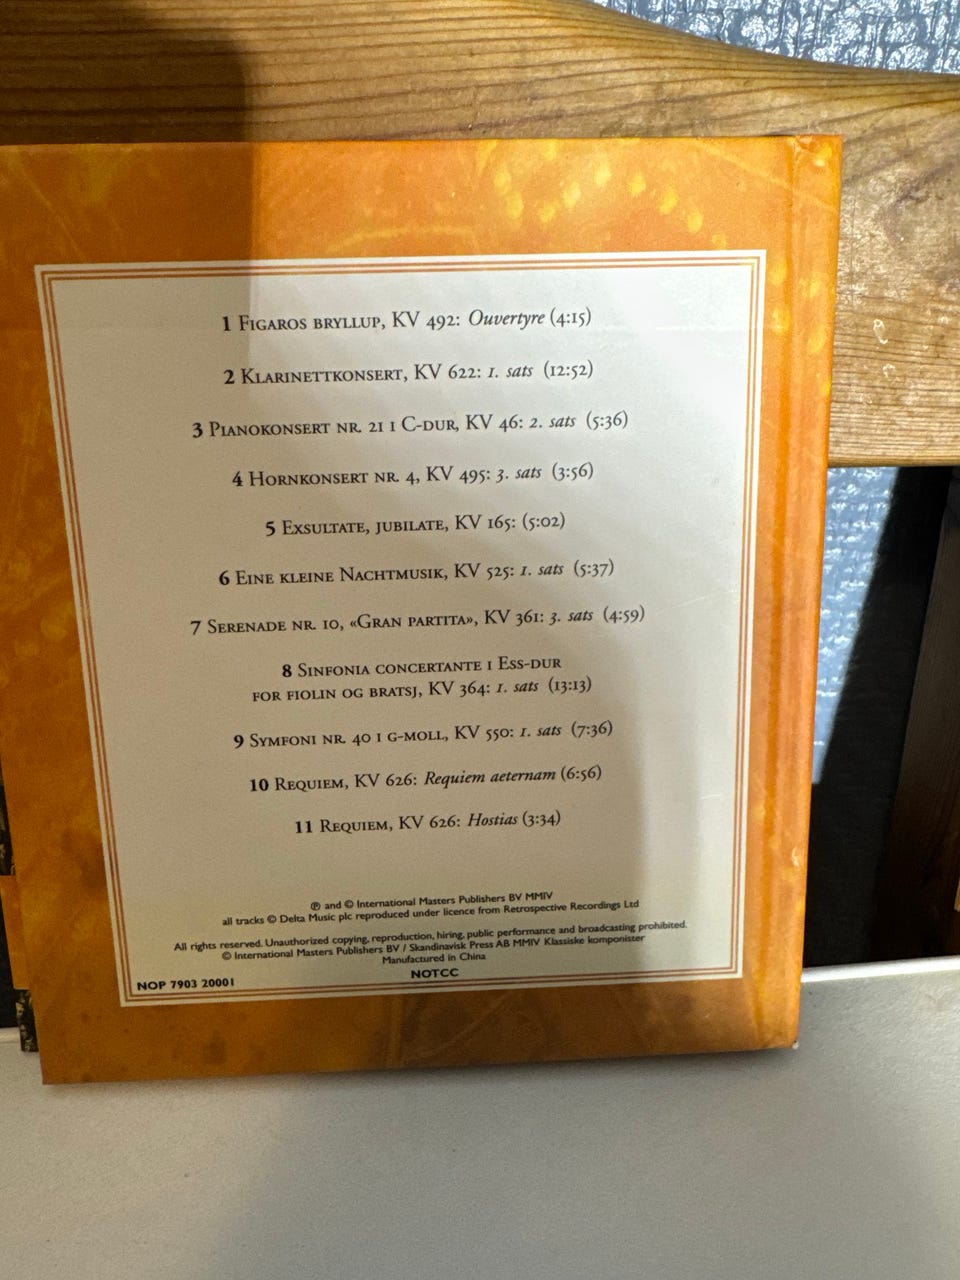 1 Figaros bryllup, KV 492: Ouvertyre (4:15)
2 Klarinettkonsert, KV 622: 1. sats (12:52)
3 Pianokonsert nr. 21 i C-dur, KV 46: 2. sats (5:36)
4 Hornkonsert nr. 4, KV 495: 3. sats (3:56)
5 Exsultate, jubilate, KV 165: (5:02)
6 Eine kleine Nachtmusik, KV 525: 1. sats (5:37)
7 Serenade nr. 10, «Gran partita», KV 361: 3. sats (4:59)
8 Sinfonia concertante i Ess-dur
for fiolin og bratsj, KV 364: 1. sats (13:13)
9 Symfoni nr. 40 i g-moll, KV 550: 1. sats (7:36)
10 Requiem, KV 626: Requiem aeternam (6:56)
11 Requiem, KV 626: Hostias (3:34)
℗ and © International Masters Publishers BV MMIV
all tracks © Delta Music plc reproduced under licence from Retrospective Recordings Ltd
All rights reserved. Unauthorized copying, reproduction, hiring, public performance and broadcasting prohibited.
© International Masters Publishers BV / Skandinavisk Press AB MMIV Klassiske komponister
Manufactured in China
NOTCC
NOP 7903 20001